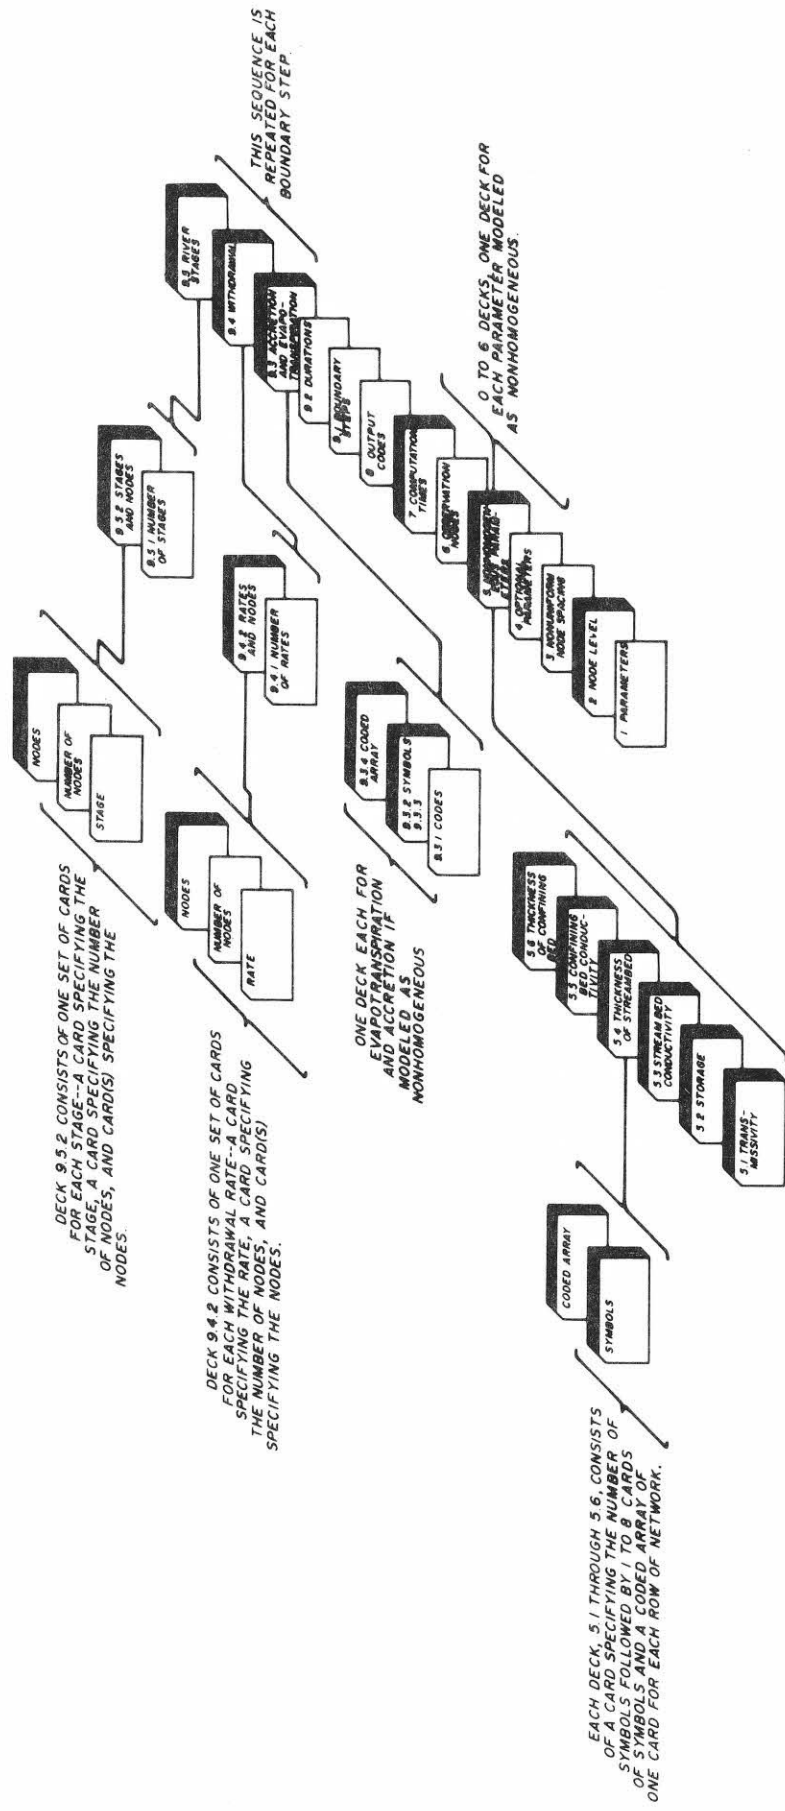 DECK 9.5.2 CONSISTS OF ONE SET OF CARDS
FOR EACH STAGE--A CARD SPECIFYING THE
STAGE, A CARD SPECIFYING THE NUMBER
OF NODES, AND CARD(S) SPECIFYING THE
NODES.
NODES
NUMBER OF
NODES
STAGE
9.5.2 STAGES
AND NODES
9.5.1 NUMBER
OF STAGES
9.5 RIVER
STAGES
9.4 WITHDRAWAL
9.3 ACCRETION
AND EVAPO-
TRANSPIRATION
9.2 DURATIONS
9.1 BOUNDARY
STEPS
8 OUTPUT
CODES
7 COMPUTATION
TIMES
6 OBSERVATION
NODES
5
ETERS
4 OPTIONAL
PARAMETERS
3 NONUNIFORM
NODE SPACING
2 NODE LEVEL
1 PARAMETERS
THIS SEQUENCE IS
REPEATED FOR EACH
BOUNDARY STEP.
0 TO 6 DECKS, ONE DECK FOR
EACH PARAMETER MODELED
AS NONHOMOGENEOUS.
DECK 9.4.2 CONSISTS OF ONE SET OF CARDS
FOR EACH WITHDRAWAL RATE--A CARD
SPECIFYING THE RATE, A CARD SPECIFYING
THE NUMBER OF NODES, AND CARD(S)
SPECIFYING THE NODES.
NODES
NUMBER OF
NODES
RATE
9.4.2 RATES
AND NODES
9.4.1 NUMBER
OF RATES
ONE DECK EACH FOR
EVAPOTRANSPIRATION
AND ACCRETION IF
MODELED AS
NONHOMOGENEOUS
9.3.4 CODED
ARRAY
9.3.2 SYMBOLS
9.3.3
9.3.1 CODES
5.6 THICKNESS
OF CONFINING
BED
5.5 CONFINING
BED CONDUC-
TIVITY
5.4 THICKNESS
OF STREAMBED
5.3 STREAM BED
CONDUCTIVITY
5.2 STORAGE
5.1 TRANS-
MISSIVITY
CODED ARRAY
SYMBOLS
EACH DECK, 5.1 THROUGH 5.6, CONSISTS
OF A CARD SPECIFYING THE NUMBER OF
SYMBOLS FOLLOWED BY 1 TO 8 CARDS
OF SYMBOLS AND A CODED ARRAY OF
ONE CARD FOR EACH ROW OF NETWORK.